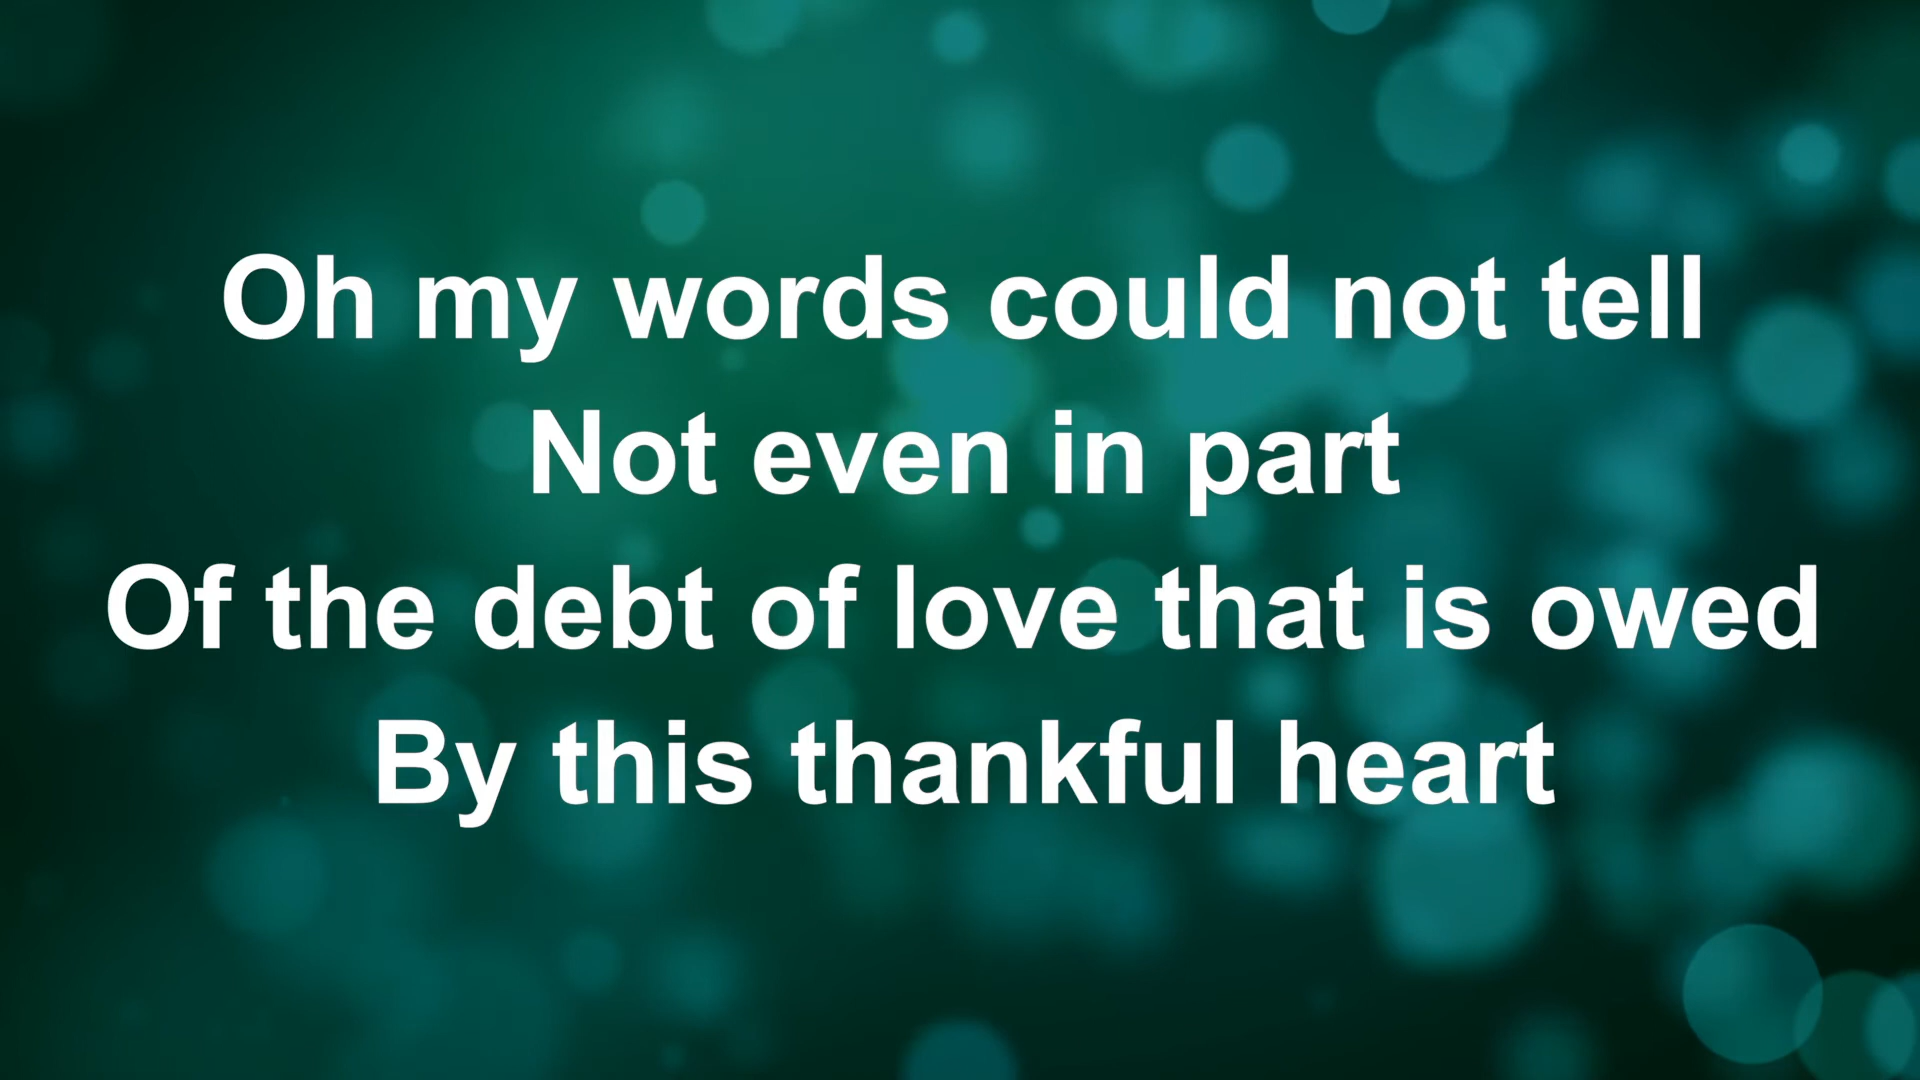 Oh my words could not tell
Not even in part
Of the debt of love that is owed
By this thankful heart